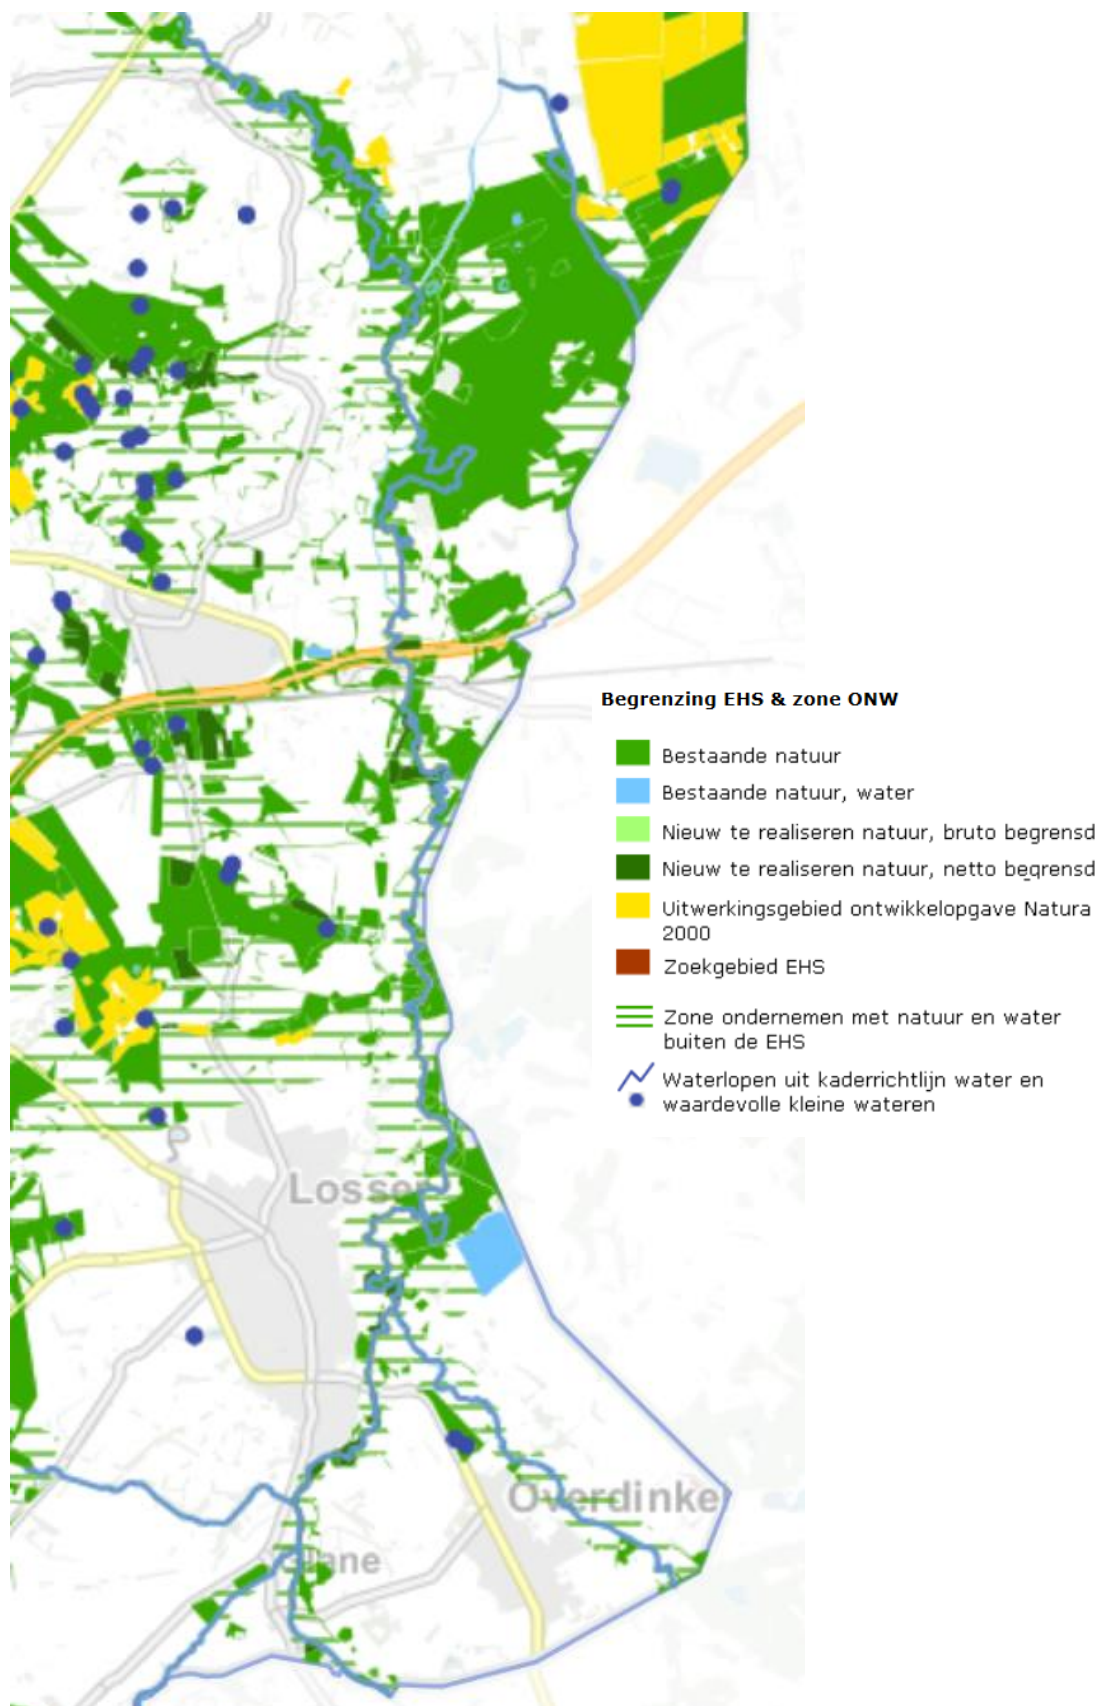 Begrenzing EHS & zone ONW
Bestaande natuur
Bestaande natuur, water
Nieuw te realiseren natuur, bruto begrensd
Nieuw te realiseren natuur, netto begrensd
Uitwerkingsgebied ontwikkelopgave Natura
2000
Zoekgebied EHS
Zone ondernemen met natuur en water
buiten de EHS
Waterlopen uit kaderrichtlijn water en
waardevolle kleine wateren
Losser
Overdinkel
Glane